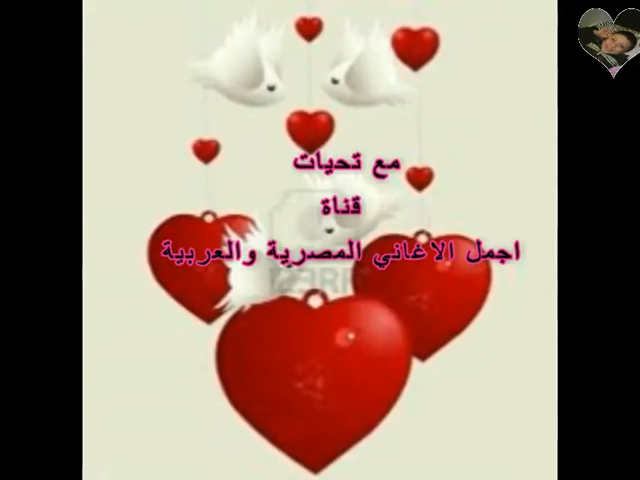 مع تحيات
قناة
اجمل الاغاني المصرية والعربية